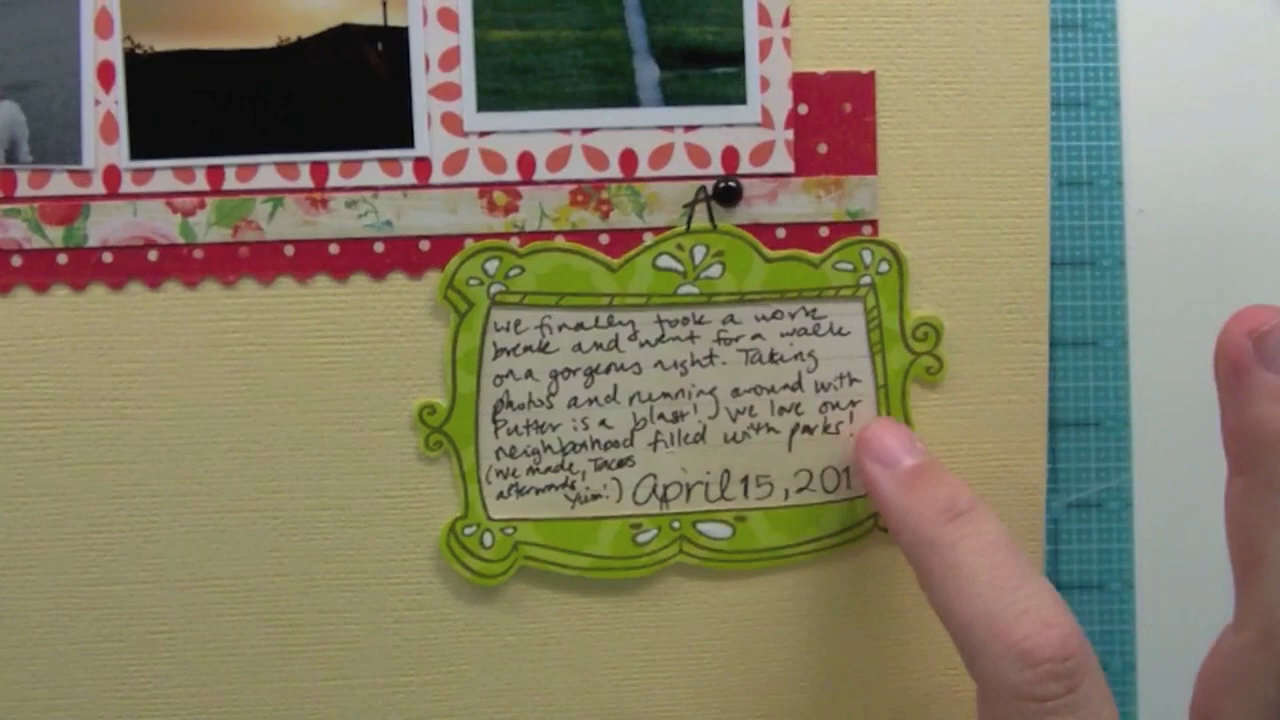 we finally took a work
break and went for a walk
on a gorgeous night. Taking
photos and running around with
Putter is a blast! We love our
neighborhood filled with parks!
(we made Tacos
afterwards, Yum!) April 15, 201